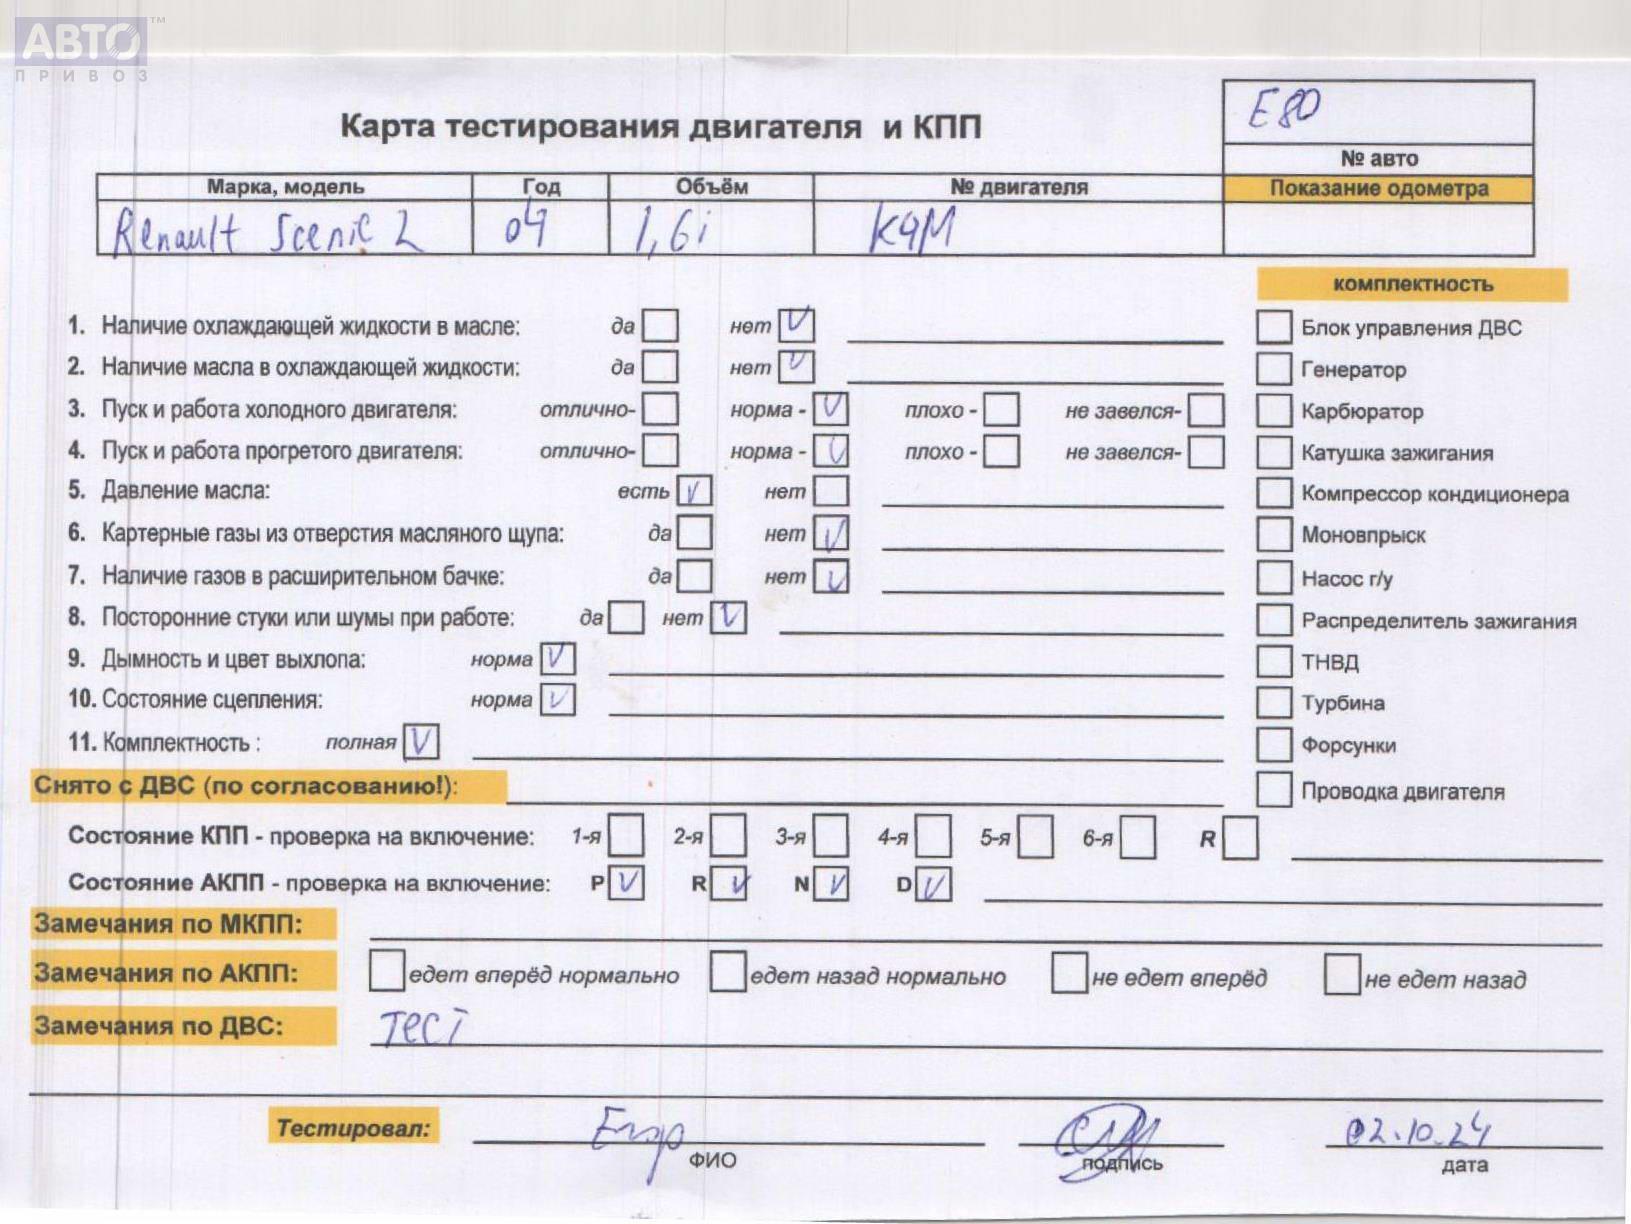 АВТО™
ПРИВОЗ
E80
Карта тестирования двигателя и КПП
№ авто
Марка, модель Год Объём № двигателя Показание одометра
Renault Scenic 2 04 1,6i K4M
комплектность
1. Наличие охлаждающей жидкости в масле: да нет V Блок управления ДВС
2. Наличие масла в охлаждающей жидкости: да нет V Генератор
3. Пуск и работа холодного двигателя: отлично- норма - V плохо - не завелся- Карбюратор
4. Пуск и работа прогретого двигателя: отлично- норма - V плохо - не завелся- Катушка зажигания
5. Давление масла: есть V нет Компрессор кондиционера
6. Картерные газы из отверстия масляного щупа: да нет V Моновпрыск
7. Наличие газов в расширительном бачке: да нет V Насос г/у
8. Посторонние стуки или шумы при работе: да нет V Распределитель зажигания
9. Дымность и цвет выхлопа: норма V ТНВД
10. Состояние сцепления: норма V Турбина
11. Комплектность : полная V Форсунки
Снято с ДВС (по согласованию!): Проводка двигателя
Состояние КПП - проверка на включение: 1-я 2-я 3-я 4-я 5-я 6-я R
Состояние АКПП - проверка на включение: P V R V N V D V
Замечания по МКПП:
Замечания по АКПП: едет вперёд нормально едет назад нормально не едет вперёд не едет назад
Замечания по ДВС: тест
Тестировал: 02.10.24
ФИО подпись дата